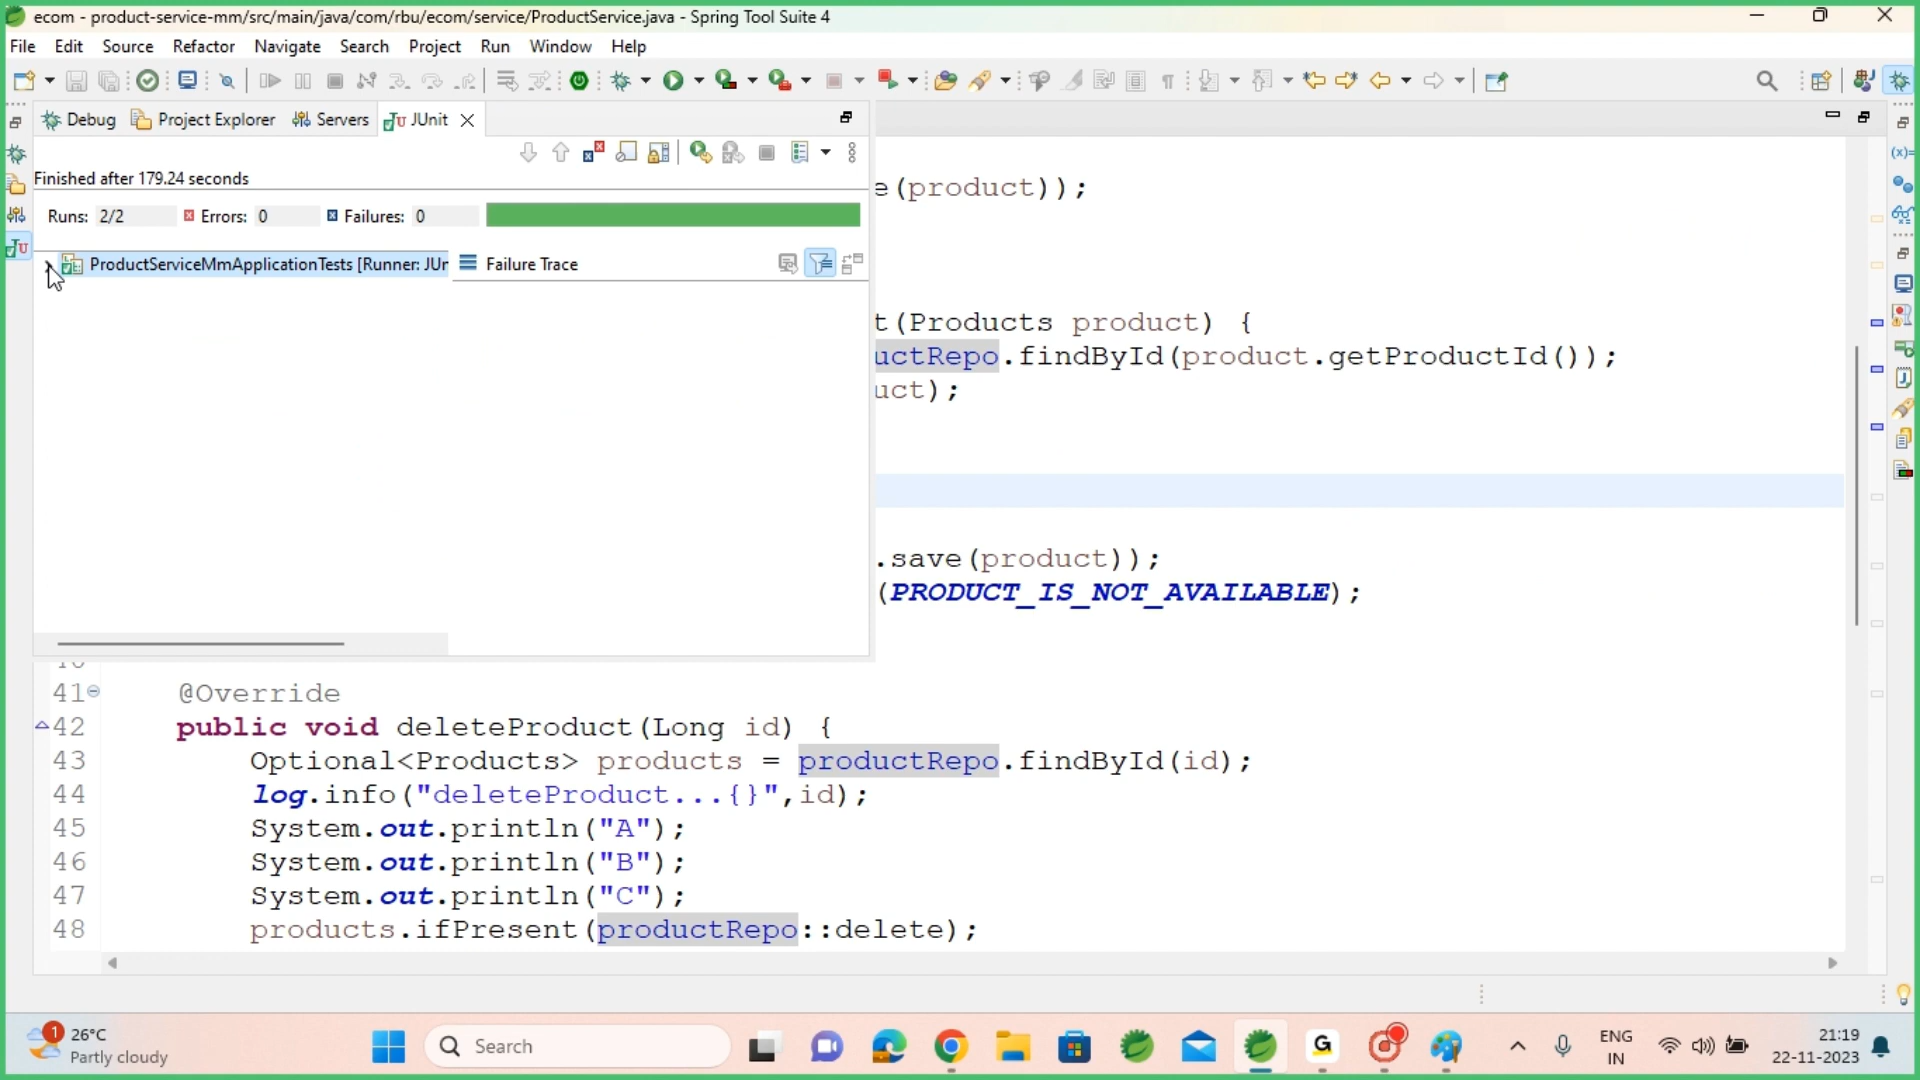 ecom - product-service-mm/src/main/java/com/rbu/ecom/service/ProductService.java - Spring Tool Suite 4
File Edit Source Refactor Navigate Search Project Run Window Help
Debug Project Explorer Servers JUnit
Finished after 179.24 seconds
Runs: 2/2 Errors: 0 Failures: 0
ProductServiceMmApplicationTests [Runner: JUn
Failure Trace
e(product));
t(Products product) {
uctRepo.findById(product.getProductId());
uct);
.save(product));
(PRODUCT_IS_NOT_AVAILABLE);
41 @Override
42 public void deleteProduct(Long id) {
43 Optional<Products> products = productRepo.findById(id);
44 log.info("deleteProduct...{}",id);
45 System.out.println("A");
46 System.out.println("B");
47 System.out.println("C");
48 products.ifPresent(productRepo::delete);
1
26°C
Partly cloudy
Search
ENG
IN
21:19
22-11-2023